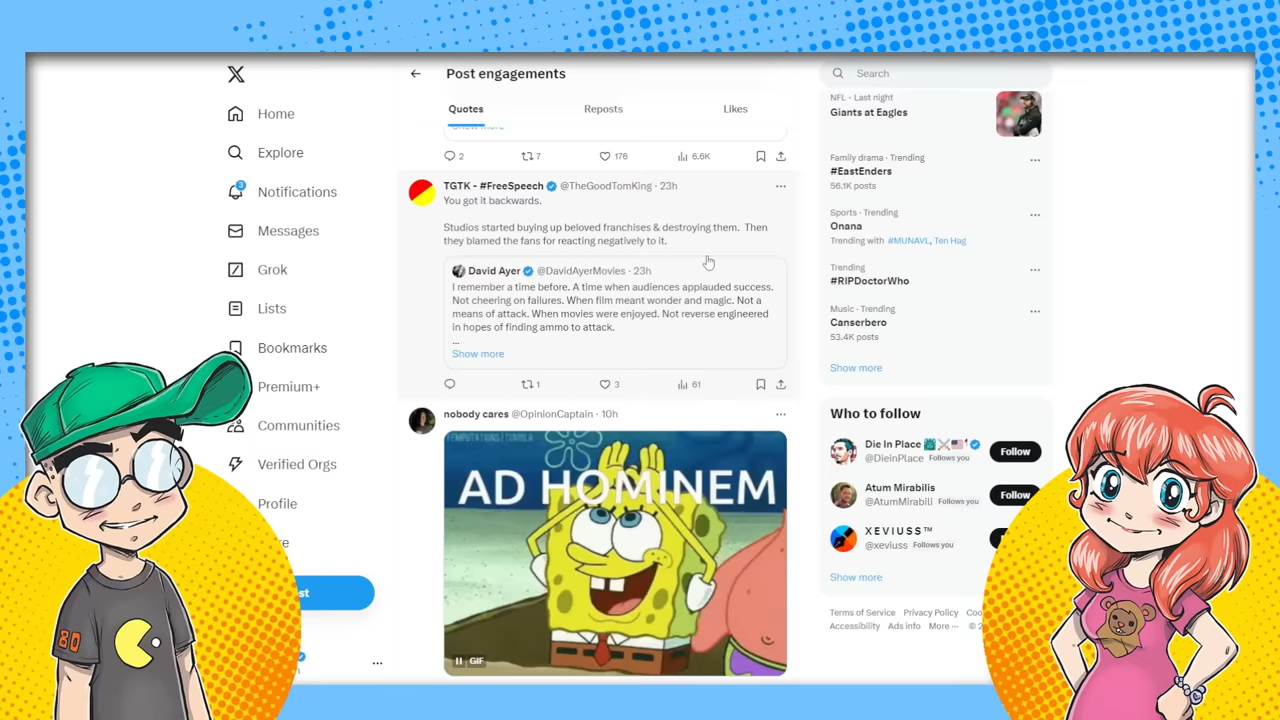 Post engagements
Search
Quotes
Reposts
Likes
Home
Explore
3
Notifications
Messages
Grok
Lists
Bookmarks
Premium+
Communities
Verified Orgs
Profile
Show more
2
7
176
6.6K
TGTK - #FreeSpeech @TheGoodTomKing · 23h
You got it backwards.
Studios started buying up beloved franchises & destroying them. Then
they blamed the fans for reacting negatively to it.
David Ayer @DavidAyerMovies · 23h
I remember a time before. A time when audiences applauded success.
Not cheering on failures. When film meant wonder and magic. Not a
means of attack. When movies were enjoyed. Not reverse engineered
in hopes of finding ammo to attack.
...
Show more
1
3
61
nobody cares @OpinionCaptain · 10h
AD HOMINEM
GIF
NFL · Last night
Giants at Eagles
Family drama · Trending
#EastEnders
56.1K posts
Sports · Trending
Onana
Trending with #MUNAVL, Ten Hag
Trending
#RIPDoctorWho
Music · Trending
Canserbero
53.4K posts
Show more
Who to follow
Die In Place
@DieinPlace Follows you
Follow
Atum Mirabilis
@AtumMirabili Follows you
Follow
XEVIUSS™
@xeviuss Follows you
Show more
Terms of Service Privacy Policy Coo
Accessibility Ads info More ···
80